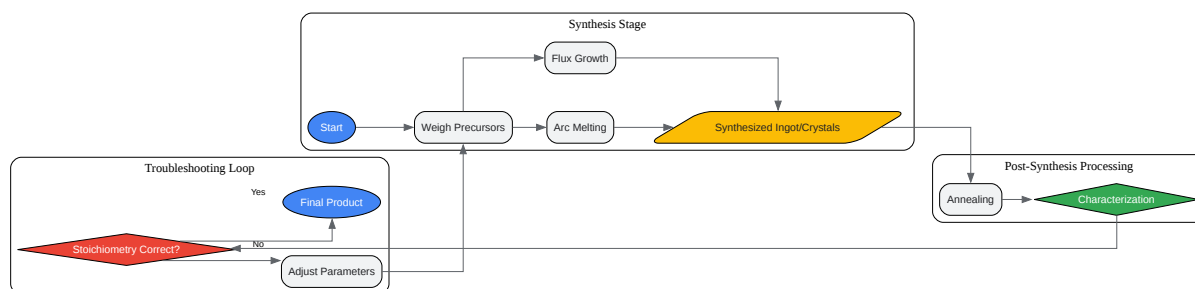 Synthesis Stage
Flux Growth
Start
Weigh Precursors
Arc Melting
Synthesized Ingot/Crystals
Troubleshooting Loop
Post-Synthesis Processing
Yes
Final Product
Annealing
Characterization
Stoichiometry Correct?
No
Adjust Parameters